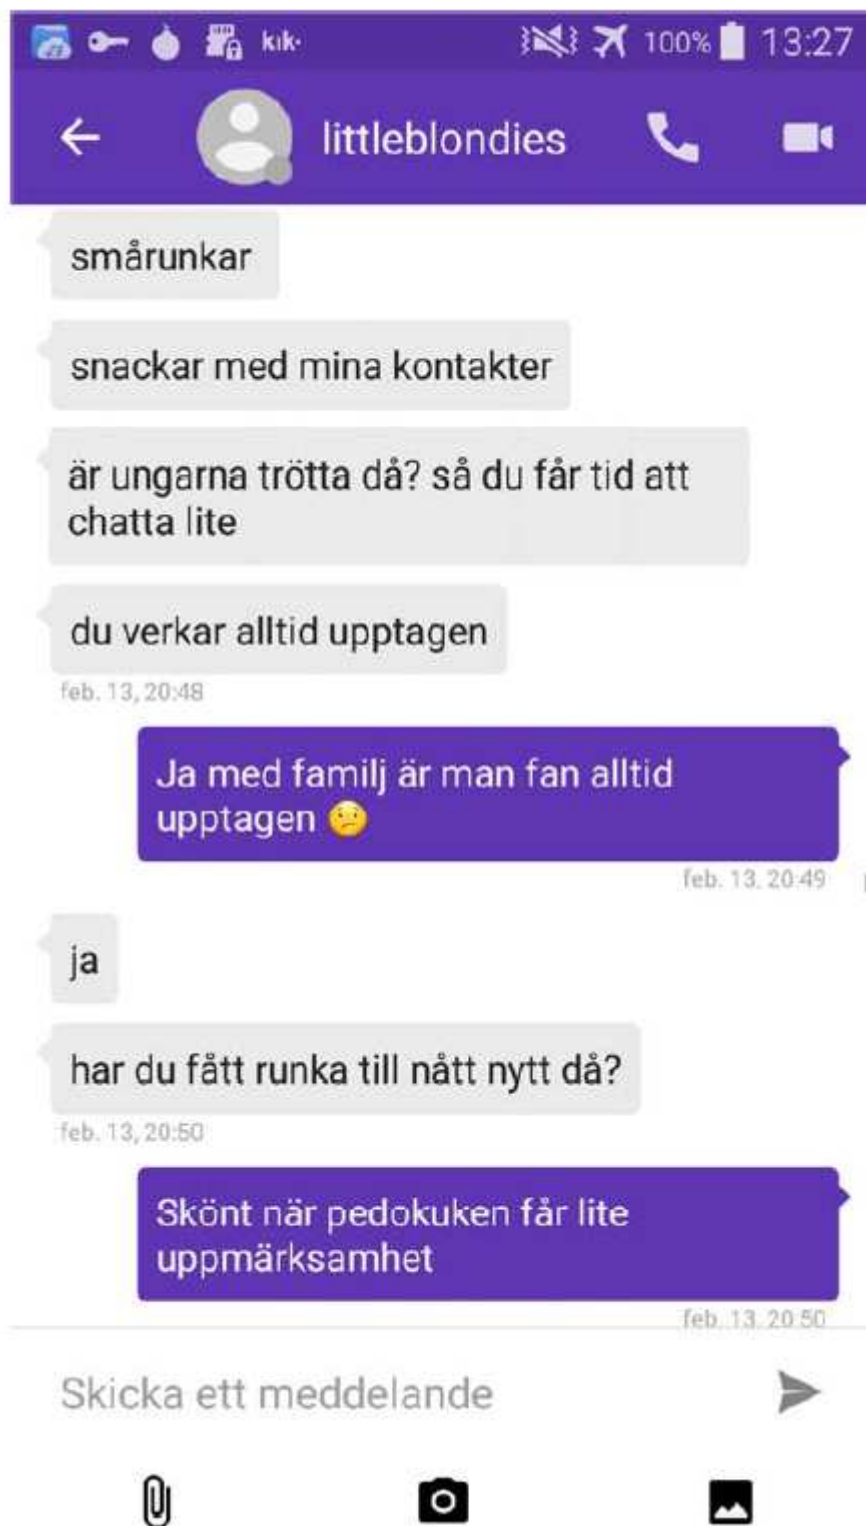 kik·
100%
13:27
littleblondies
smårunkar
snackar med mina kontakter
är ungarna trötta då? så du får tid att
chatta lite
du verkar alltid upptagen
feb. 13, 20:48
Ja med familj är man fan alltid
upptagen 😕
feb. 13, 20:49
ja
har du fått runka till nått nytt då?
feb. 13, 20:50
Skönt när pedokuken får lite
uppmärksamhet
feb. 13, 20:50
Skicka ett meddelande